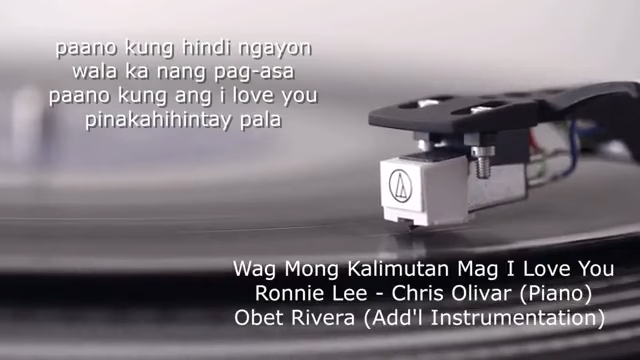 paano kung hindi ngayon
wala ka nang pag-asa
paano kung ang i love you
pinakahihintay pala
Wag Mong Kalimutan Mag I Love You
Ronnie Lee - Chris Olivar (Piano)
Obet Rivera (Add'l Instrumentation)